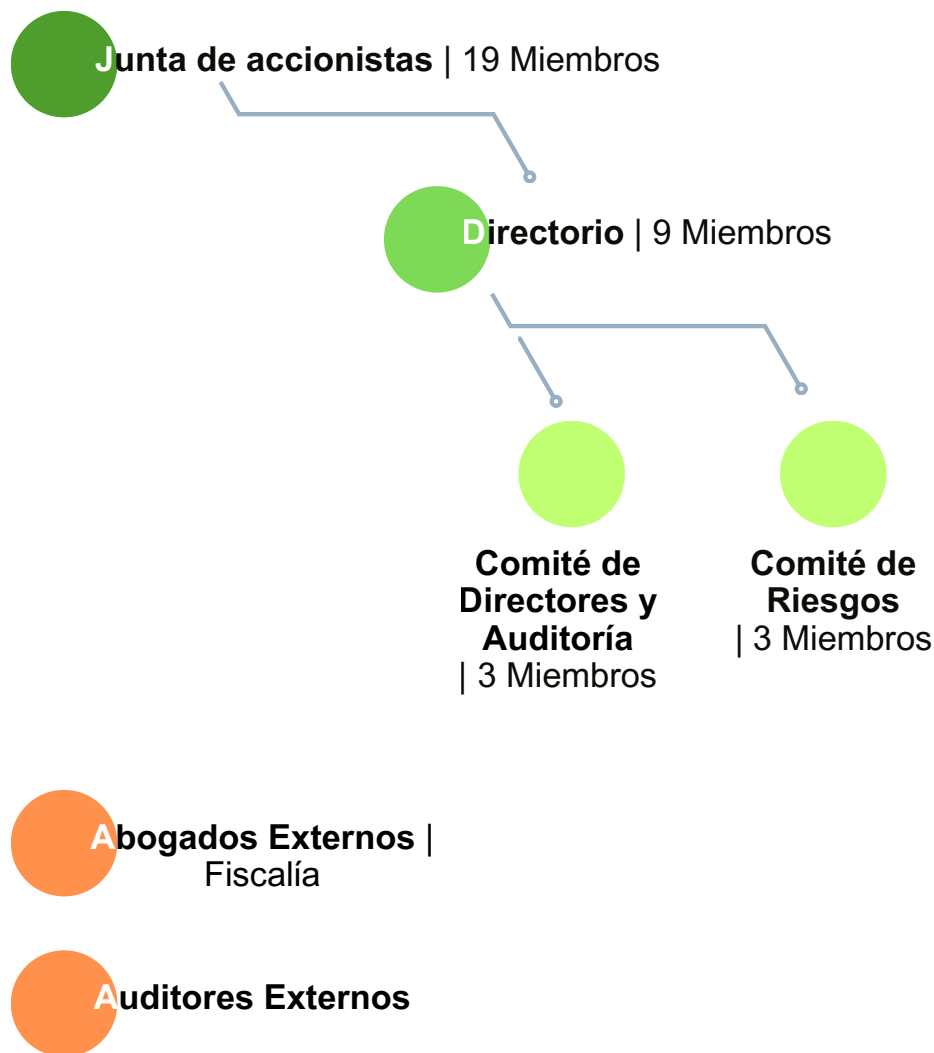 Junta de accionistas | 19 Miembros
Directorio | 9 Miembros
Comité de
Directores y
Auditoría
| 3 Miembros
Comité de
Riesgos
| 3 Miembros
Abogados Externos |
Fiscalía
Auditores Externos